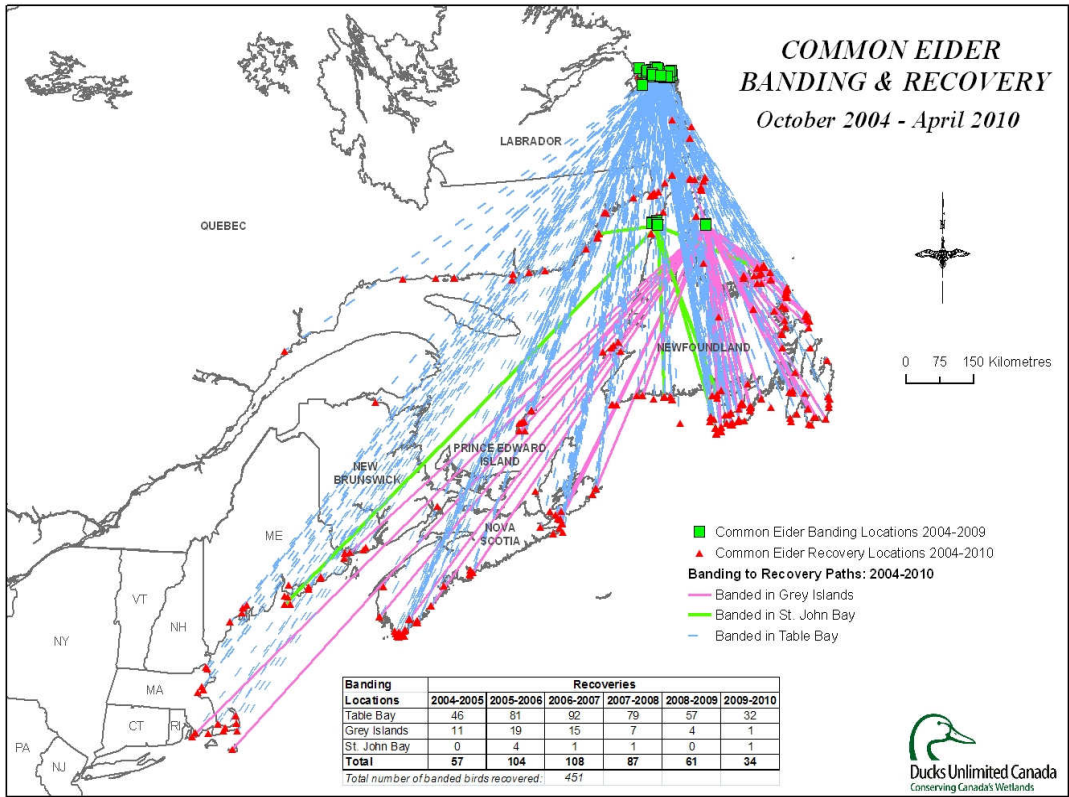 COMMON EIDER
BANDING & RECOVERY
October 2004 - April 2010
LABRADOR
QUEBEC
N
0 75 150 Kilometres
NEWFOUNDLAND
PRINCE EDWARD
ISLAND
NEW
BRUNSWICK
NOVA
SCOTIA
ME
VT
NH
NY
MA
CT
RI
PA
NJ
Common Eider Banding Locations 2004-2009
Common Eider Recovery Locations 2004-2010
Banding to Recovery Paths: 2004-2010
Banded in Grey Islands
Banded in St. John Bay
Banded in Table Bay
Banding Recoveries
Locations 2004-2005 2005-2006 2006-2007 2007-2008 2008-2009 2009-2010
Table Bay 46 81 92 79 57 32
Grey Islands 11 19 15 7 4 1
St. John Bay 0 4 1 1 0 1
Total 57 104 108 87 61 34
Total number of banded birds recovered: 451
Ducks Unlimited Canada
Conserving Canada's Wetlands